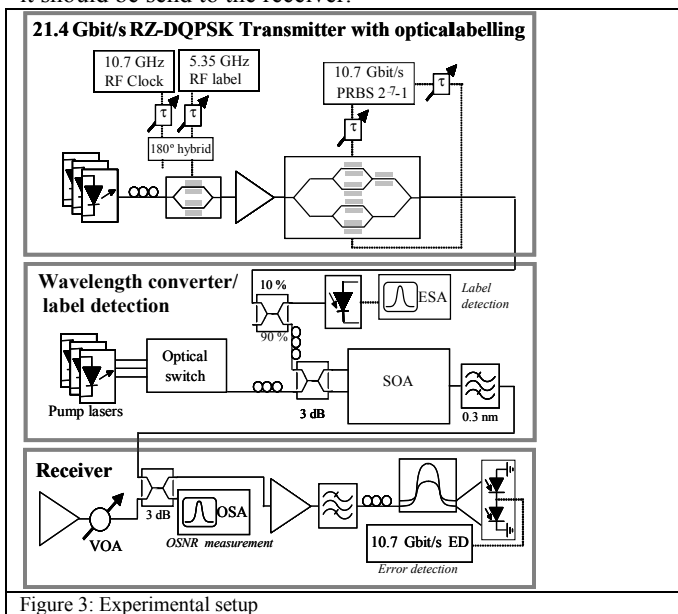 it should be send to the receiver.
21.4 Gbit/s RZ-DQPSK Transmitter with opticallabelling
10.7 GHz
RF Clock
5.35 GHz
RF label
10.7 Gbit/s
PRBS 2-7-1
τ
τ
τ
τ
180° hybrid
Wavelength converter/
label detection
10 %
90 %
ESA
Label
detection
Optical
switch
Pump lasers
3 dB
SOA
0.3 nm
Receiver
VOA
3 dB
OSA
OSNR measurement
10.7 Gbit/s ED
Error detection
Figure 3: Experimental setup